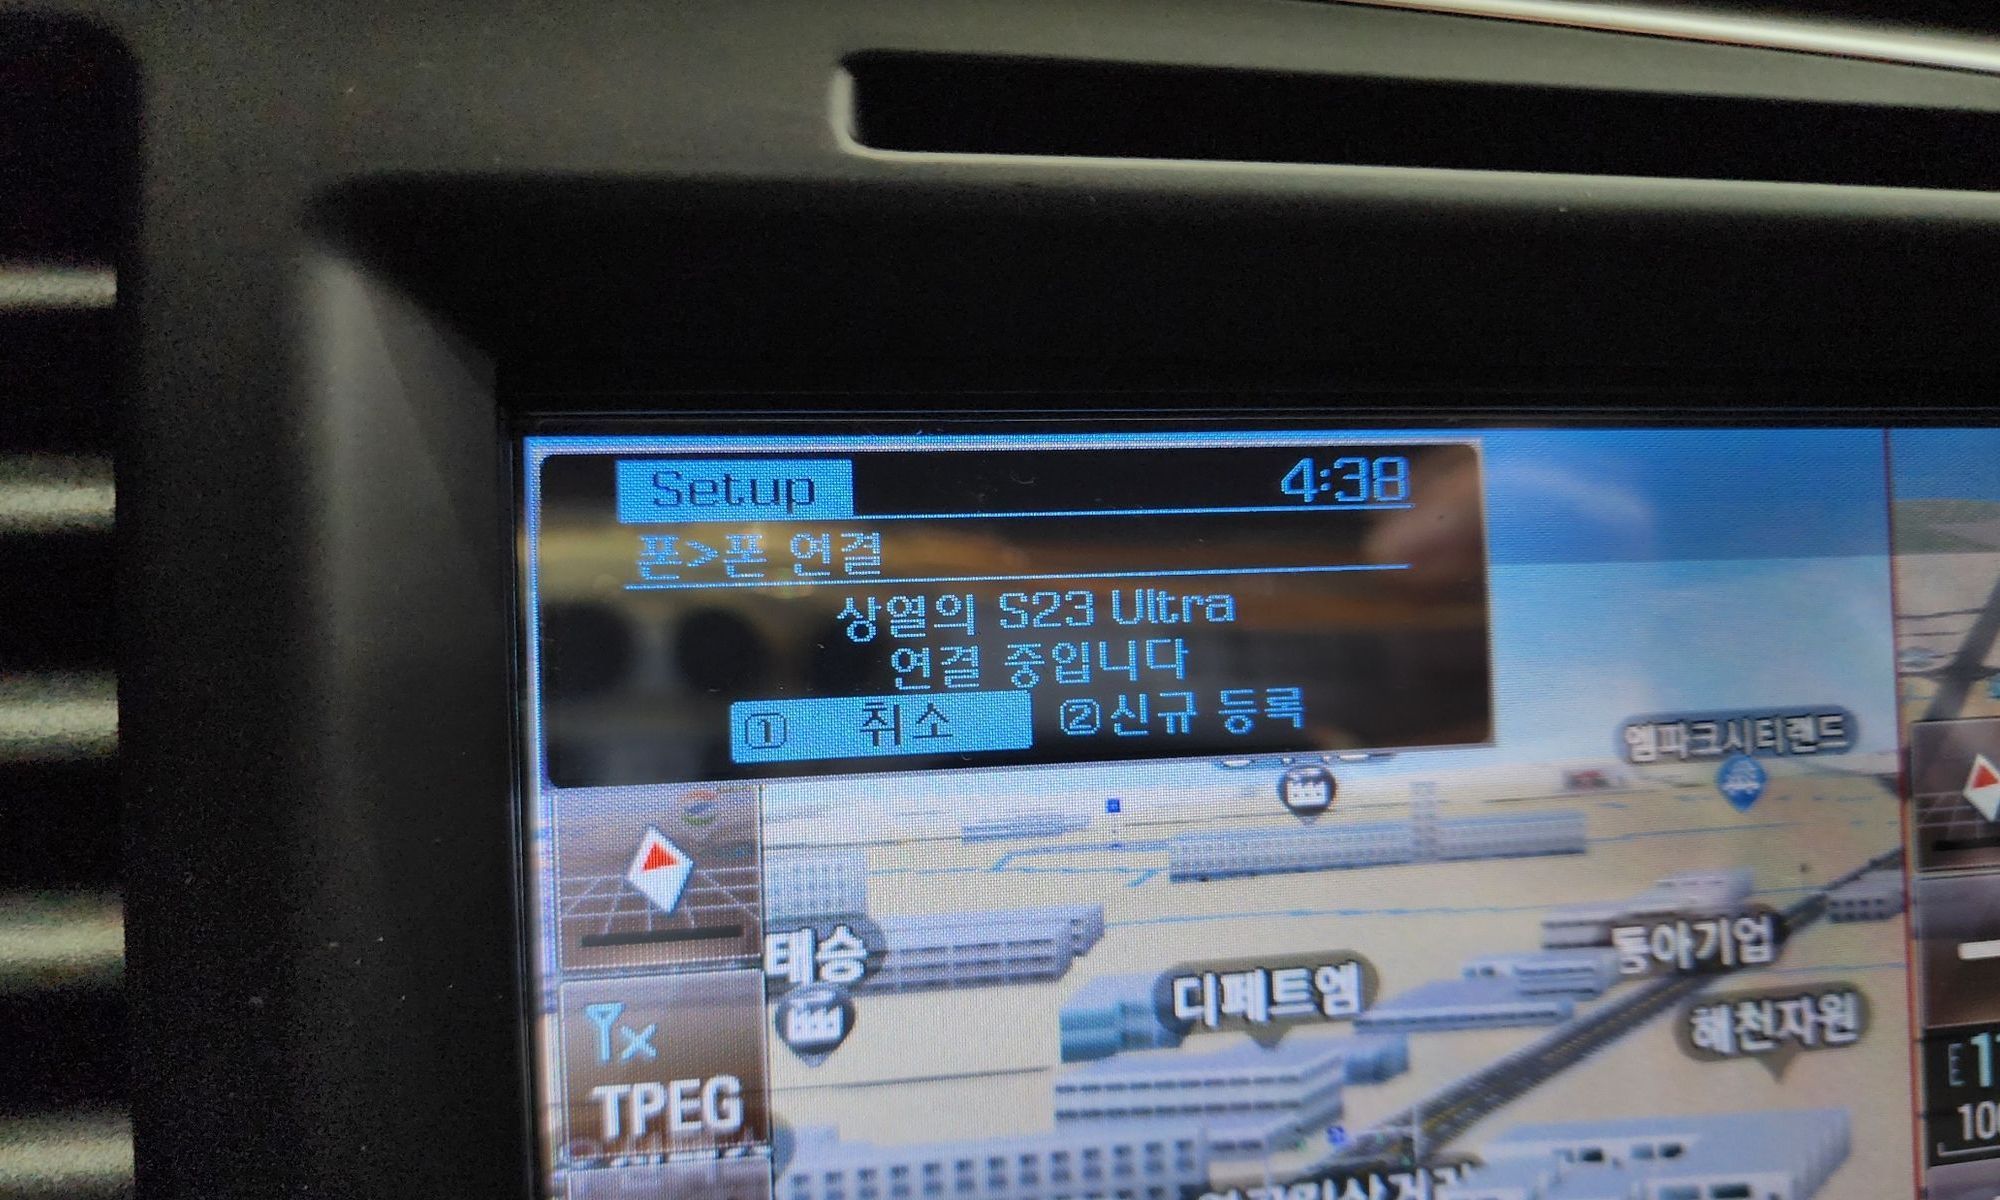 Setup 4:38
폰>폰 연결
상열의 S23 Ultra
연결 중입니다
① 취소 ②신규 등록
엠파크시티랜드
태승
디페트엠
동아기업
해천자원
TPEG
E
100